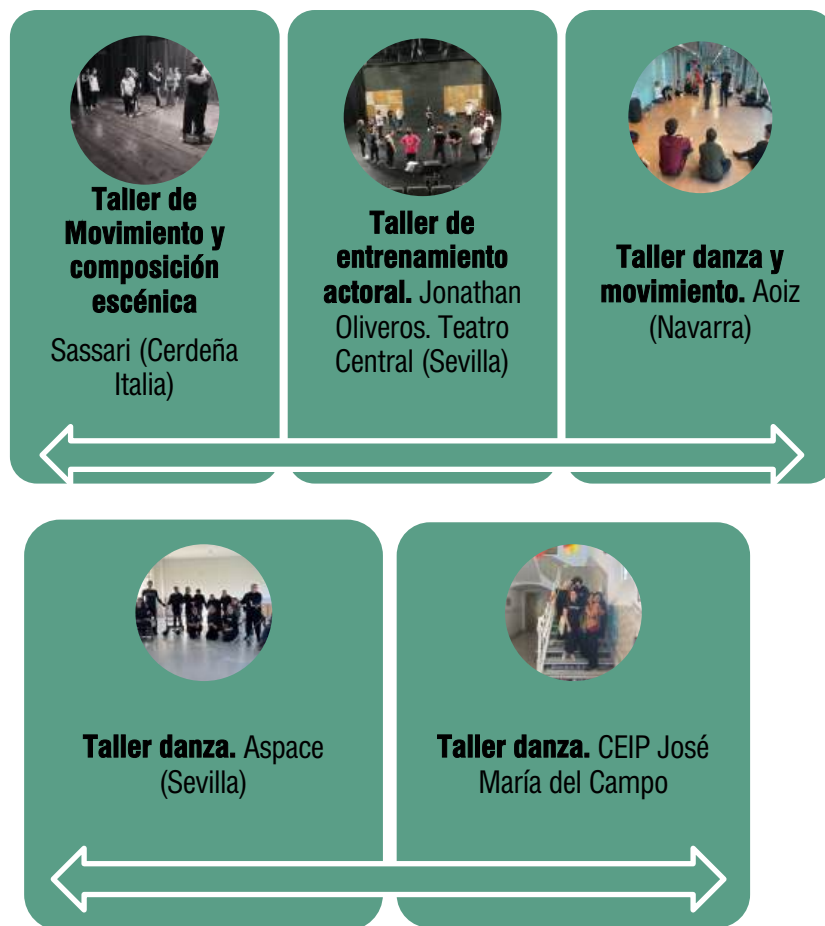 Taller de
Movimiento y
composición
escénica
Sassari (Cerdeña
Italia)
Taller de
entrenamiento
actoral. Jonathan
Oliveros. Teatro
Central (Sevilla)
Taller danza y
movimiento. Aoiz
(Navarra)
Taller danza. Aspace
(Sevilla)
Taller danza. CEIP José
María del Campo